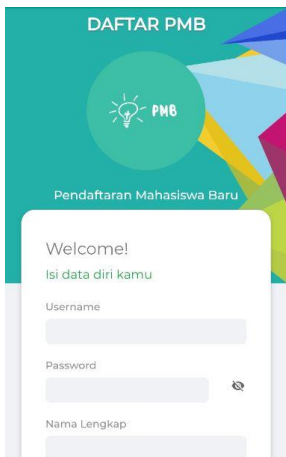 DAFTAR PMB
PMB
Pendaftaran Mahasiswa Baru
Welcome!
Isi data diri kamu
Username
Password
Nama Lengkap